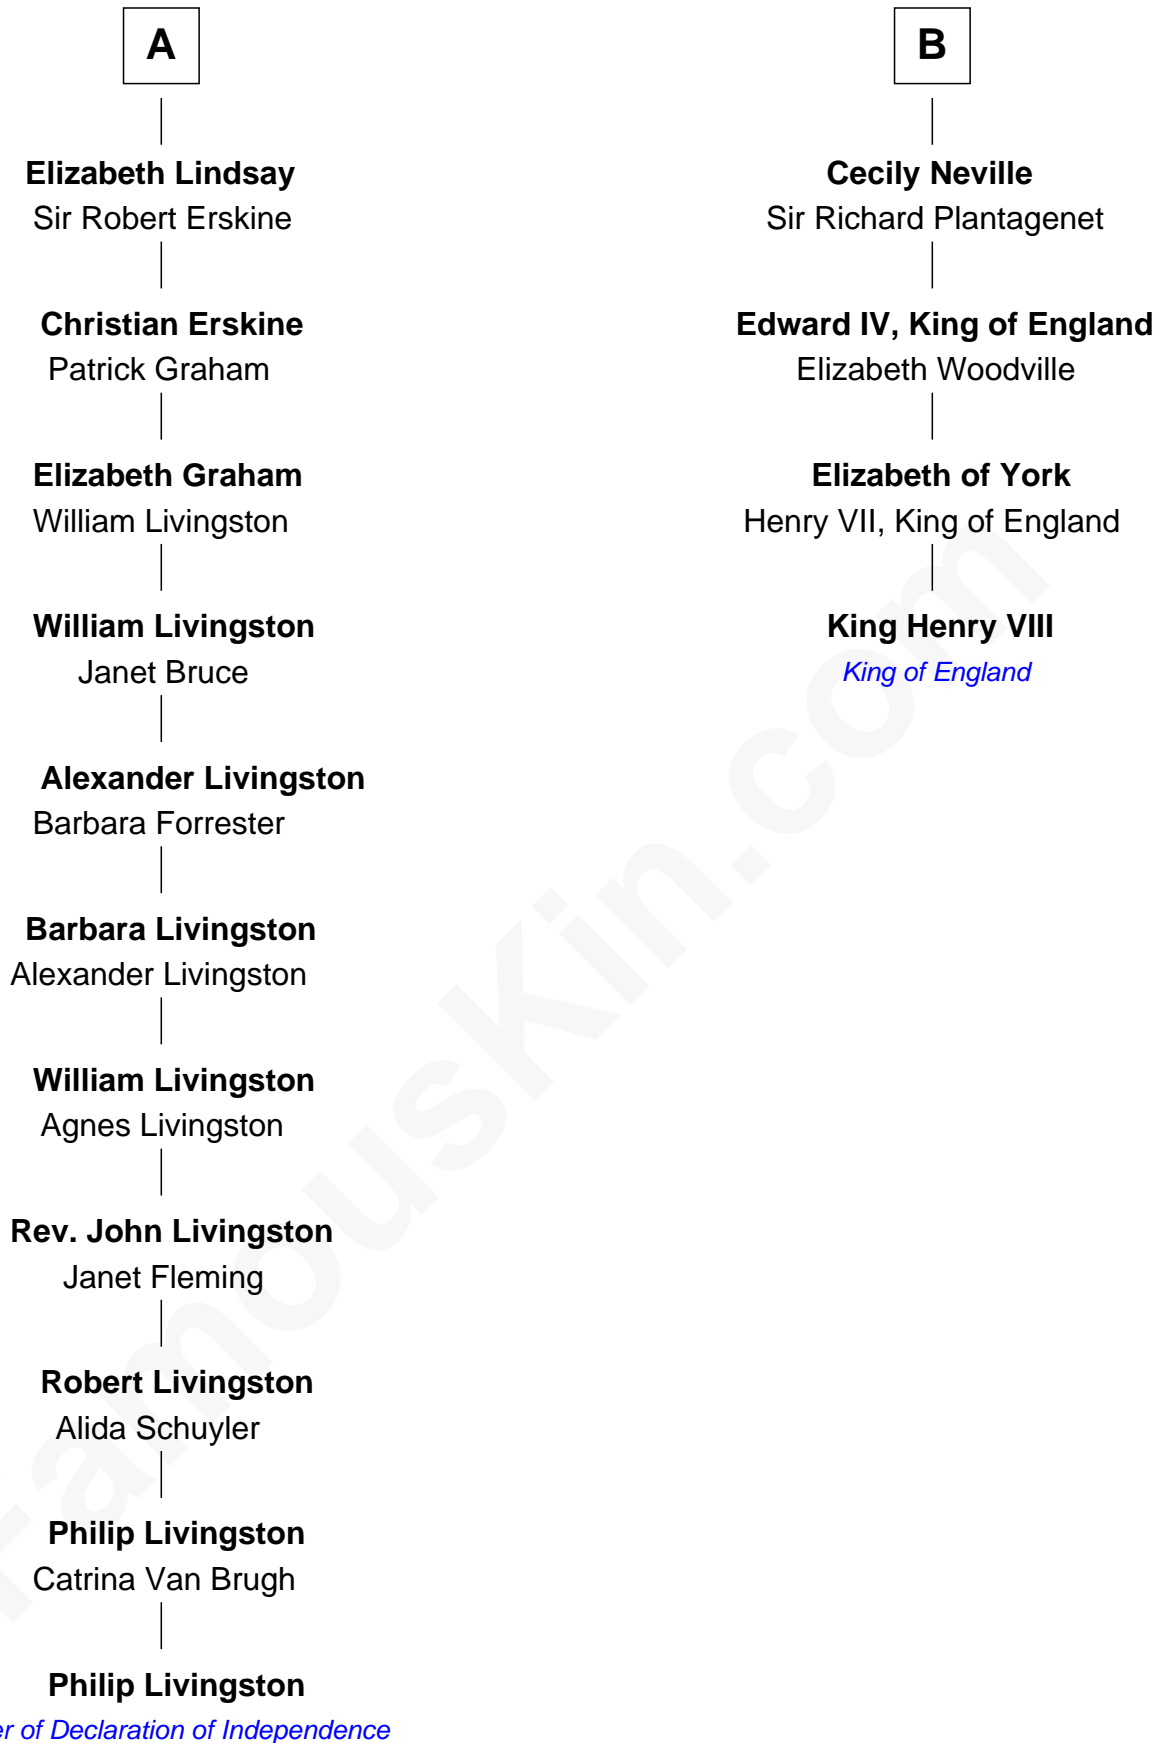 A
Elizabeth Lindsay
Sir Robert Erskine
Christian Erskine
Patrick Graham
Elizabeth Graham
William Livingston
William Livingston
Janet Bruce
Alexander Livingston
Barbara Forrester
Barbara Livingston
Alexander Livingston
William Livingston
Agnes Livingston
Rev. John Livingston
Janet Fleming
Robert Livingston
Alida Schuyler
Philip Livingston
Catrina Van Brugh
Philip Livingston
er of Declaration of Independence
B
Cecily Neville
Sir Richard Plantagenet
Edward IV, King of England
Elizabeth Woodville
Elizabeth of York
Henry VII, King of England
King Henry VIII
King of England
FamousKin.com